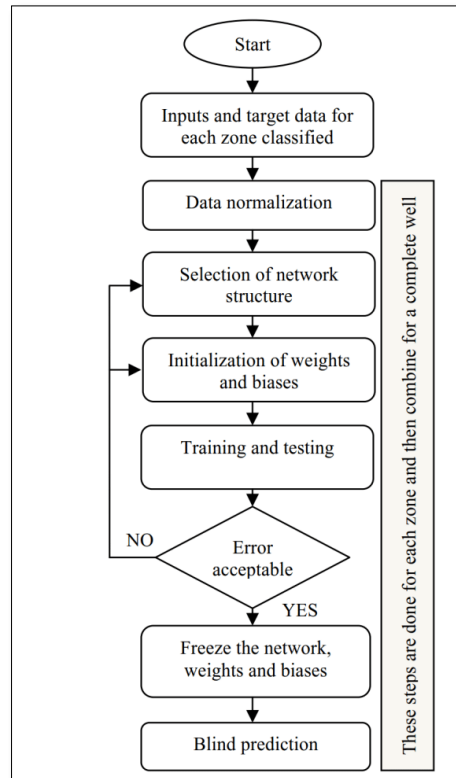 Start
Inputs and target data for
each zone classified
Data normalization
Selection of network
structure
Initialization of weights
and biases
Training and testing
NO
Error
acceptable
YES
Freeze the network,
weights and biases
Blind prediction
These steps are done for each zone and then combine for a complete well